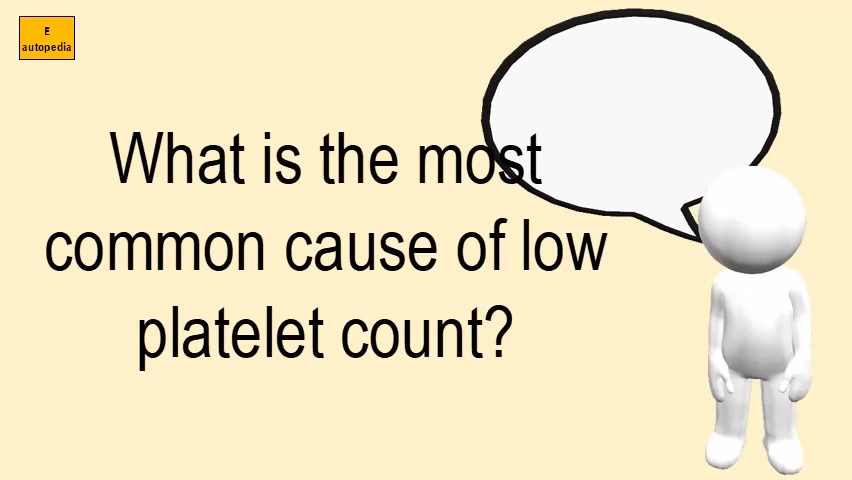 E
autopedia
What is the most
common cause of low
platelet count?